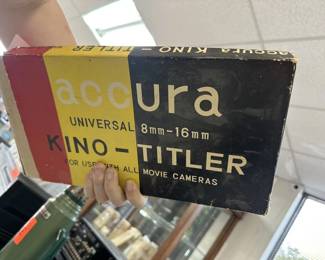 accura KINO-TITLER
accura
UNIVERSAL 8mm-16mm
KINO-TITLER
FOR USE WITH ALL MOVIE CAMERAS